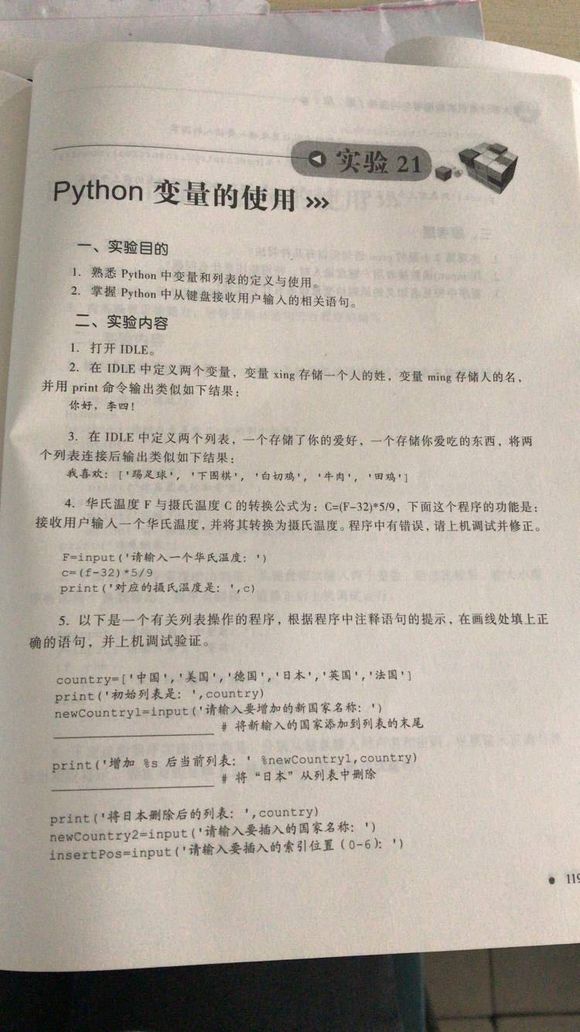 实验 21
Python 变量的使用 >>>
一、实验目的
1. 熟悉 Python 中变量和列表的定义与使用。
2. 掌握 Python 中从键盘接收用户输入的相关语句。
二、实验内容
1. 打开 IDLE。
2. 在 IDLE 中定义两个变量，变量 xing 存储一个人的姓，变量 ming 存储人的名，
并用 print 命令输出类似如下结果：
你好，李四！
3. 在 IDLE 中定义两个列表，一个存储了你的爱好，一个存储你爱吃的东西，将两
个列表连接后输出类似如下结果：
我喜欢：['踢足球'，'下围棋'，'白切鸡'，'牛肉'，'田鸡']
4. 华氏温度 F 与摄氏温度 C 的转换公式为：C=(F-32)*5/9，下面这个程序的功能是：
接收用户输入一个华氏温度，并将其转换为摄氏温度。程序中有错误，请上机调试并修正。
F=input('请输入一个华氏温度：')
c=(f-32)*5/9
print('对应的摄氏温度是：',c)
5. 以下是一个有关列表操作的程序，根据程序中注释语句的提示，在画线处填上正
确的语句，并上机调试验证。
country=['中国','美国','德国','日本','英国','法国']
print('初始列表是：',country)
newCountry1=input('请输入要增加的新国家名称：')
# 将新输入的国家添加到列表的末尾
print('增加 %s 后当前列表：' %newCountry1,country)
# 将“日本”从列表中删除
print('将日本删除后的列表：',country)
newCountry2=input('请输入要插入的国家名称：')
insertPos=input('请输入要插入的索引位置(0-6)：')
119